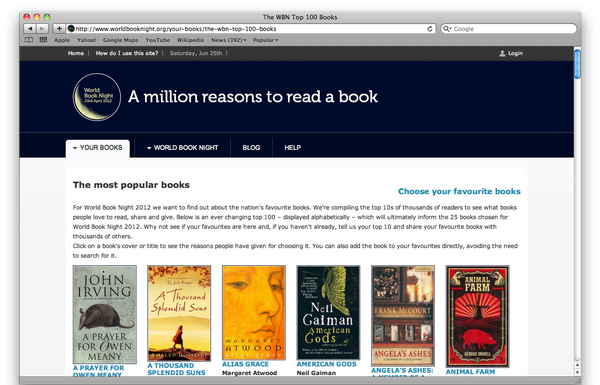 The WBN Top 100 Books
http://www.worldbooknight.org/your-books/the-wbn-top-100-books
Google
Apple Yahoo! Google Maps YouTube Wikipedia News (392) Popular
Home | How do I use this site? | Saturday, Jun 25th | Login
World
Book Night
23rd April 2012
A million reasons to read a book
YOUR BOOKS WORLD BOOK NIGHT BLOG HELP
The most popular books
Choose your favourite books
For World Book Night 2012 we want to find out about the nation's favourite books. We're compiling the top 10s of thousands of readers to see what books
people love to read, share and give. Below is an ever changing top 100 – displayed alphabetically – which will ultimately inform the 25 books chosen for
World Book Night 2012. Why not see if your favourites are here and, if you haven't already, tell us your top 10 and share your favourite books with
thousands of others.
Click on a book's cover or title to see the reasons people have given for choosing it. You can also add the book to your favourites directly, avoiding the need
to search for it.
JOHN
IRVING
A PRAYER
FOR OWEN
MEANY
A Thousand
Splendid Suns
KHALED HOSSEINI
MARGARET
ATWOOD
alias grace
NEIL
GAIMAN
AMERICAN
GODS
FRANK McCOURT
ANGELA'S ASHES
ANIMAL
FARM
GEORGE ORWELL
A PRAYER FOR
OWEN MEANY
A THOUSAND
SPLENDID SUNS
ALIAS GRACE
Margaret Atwood
AMERICAN GODS
Neil Gaiman
ANGELA'S ASHES:
A MEMOIR OF A
ANIMAL FARM